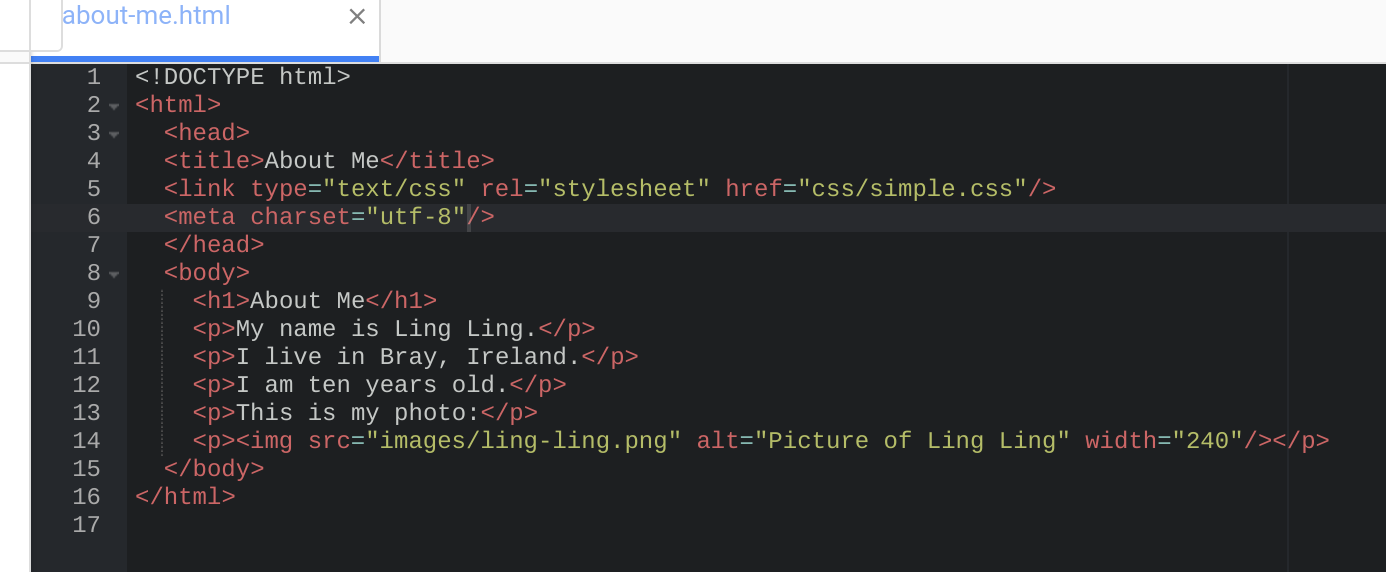 about-me.html
1 <!DOCTYPE html>
2 <html>
3   <head>
4   <title>About Me</title>
5   <link type="text/css" rel="stylesheet" href="css/simple.css"/>
6   <meta charset="utf-8"/>
7   </head>
8   <body>
9     <h1>About Me</h1>
10     <p>My name is Ling Ling.</p>
11     <p>I live in Bray, Ireland.</p>
12     <p>I am ten years old.</p>
13     <p>This is my photo:</p>
14     <p><img src="images/ling-ling.png" alt="Picture of Ling Ling" width="240"/></p>
15   </body>
16 </html>
17